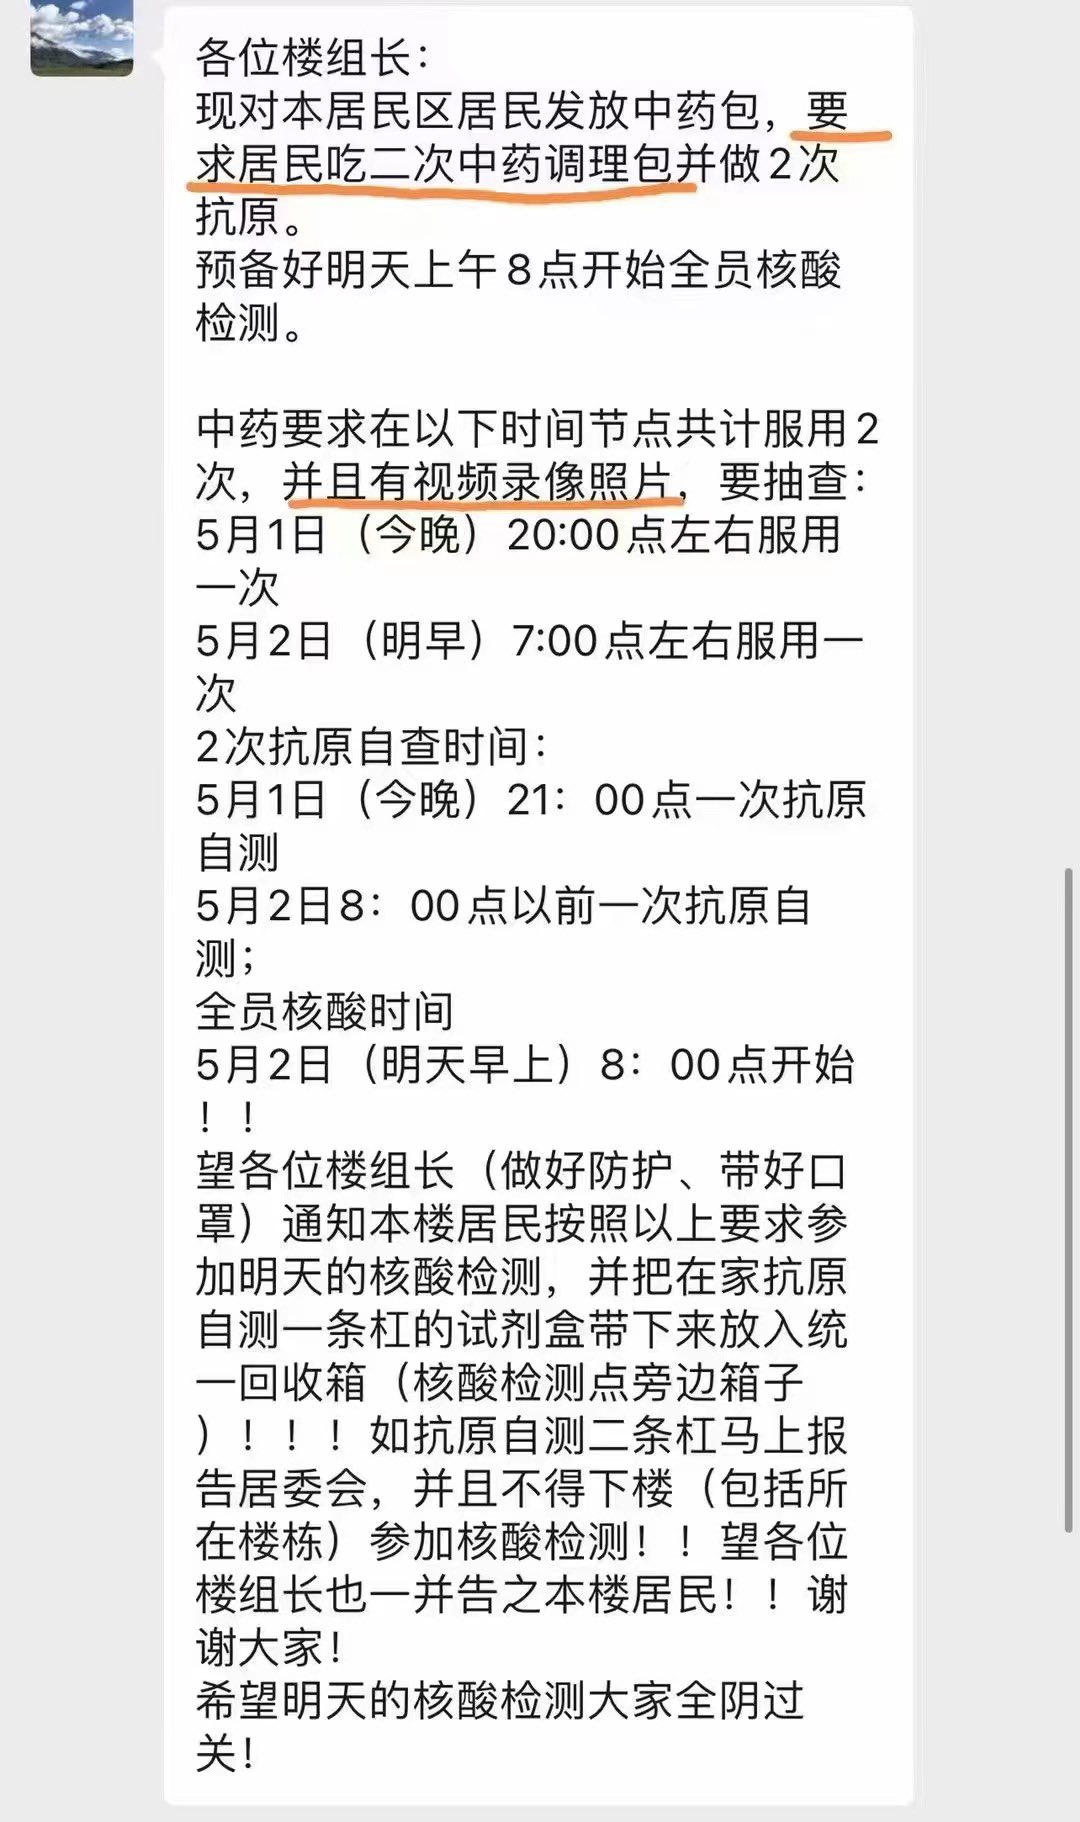 各位楼组长：
现对本居民区居民发放中药包，要
求居民吃二次中药调理包并做2次
抗原。
预备好明天上午8点开始全员核酸
检测。
中药要求在以下时间节点共计服用2
次，并且有视频录像照片，要抽查：
5月1日（今晚）20:00点左右服用
一次
5月2日（明早）7:00点左右服用一
次
2次抗原自查时间：
5月1日（今晚）21：00点一次抗原
自测
5月2日8：00点以前一次抗原自
测；
全员核酸时间
5月2日（明天早上）8：00点开始
！！
望各位楼组长（做好防护、带好口
罩）通知本楼居民按照以上要求参
加明天的核酸检测，并把在家抗原
自测一条杠的试剂盒带下来放入统
一回收箱（核酸检测点旁边箱子
）！！！如抗原自测二条杠马上报
告居委会，并且不得下楼（包括所
在楼栋）参加核酸检测！！望各位
楼组长也一并告之本楼居民！！谢
谢大家！
希望明天的核酸检测大家全阴过
关！